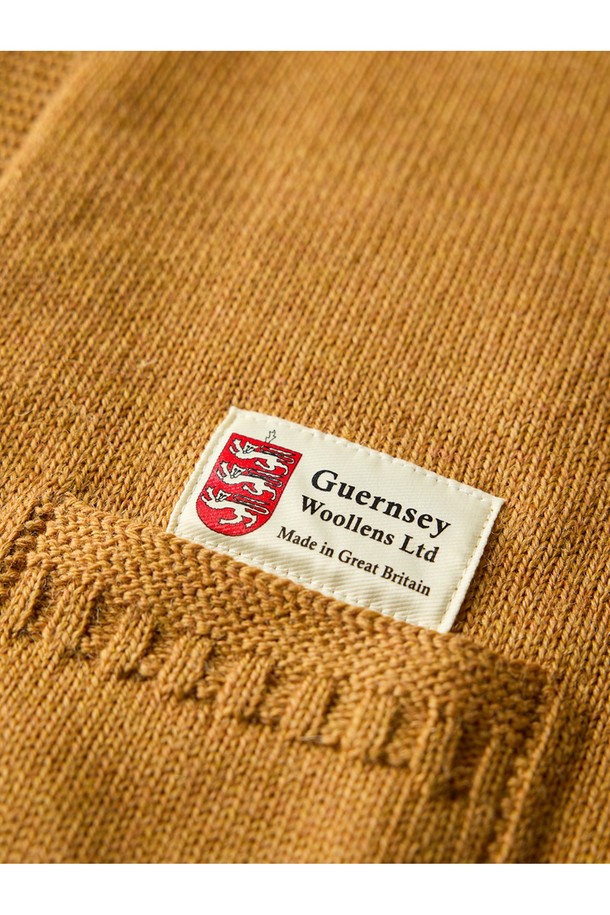 Guernsey
Woollens Ltd
Made in Great Britain